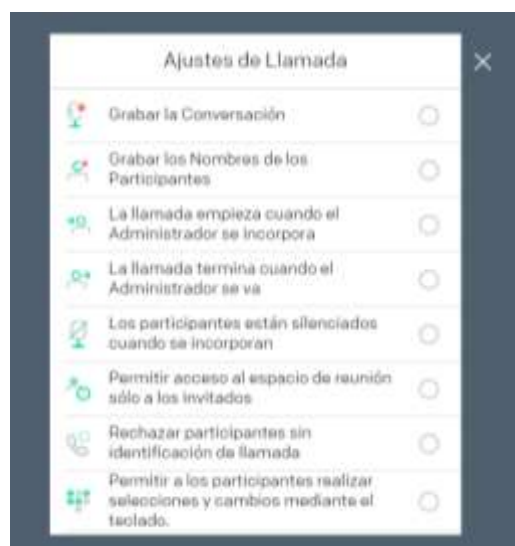 Ajustes de Llamada
Grabar la Conversación
Grabar los Nombres de los
Participantes
La llamada empieza cuando el
Administrador se incorpora
La llamada termina cuando el
Administrador se va
Los participantes están silenciados
cuando se incorporan
Permitir acceso al espacio de reunión
sólo a los invitados
Rechazar participantes sin
identificación de llamada
Permitir a los participantes realizar
selecciones y cambios mediante el
teclado.